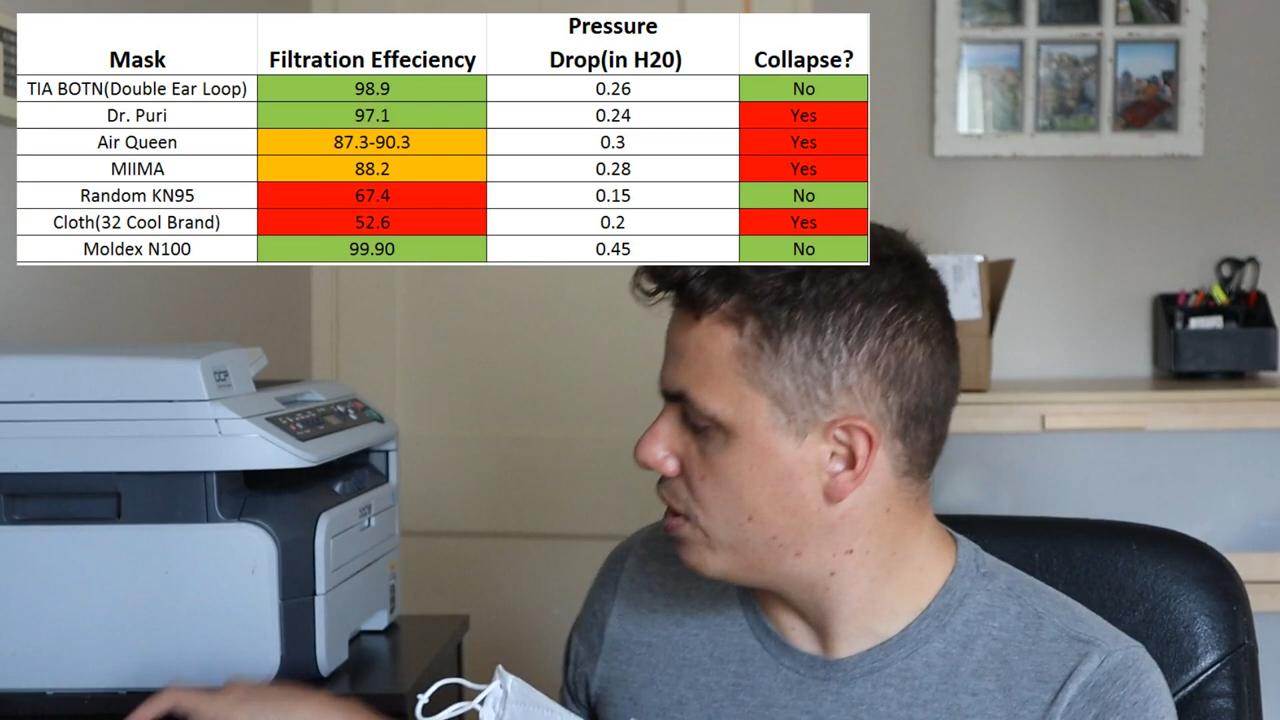 Mask Filtration Effeciency Pressure Drop(in H20) Collapse?
TIA BOTN(Double Ear Loop) 98.9 0.26 No
Dr. Puri 97.1 0.24 Yes
Air Queen 87.3-90.3 0.3 Yes
MIIMA 88.2 0.28 Yes
Random KN95 67.4 0.15 No
Cloth(32 Cool Brand) 52.6 0.2 Yes
Moldex N100 99.90 0.45 No
DCP